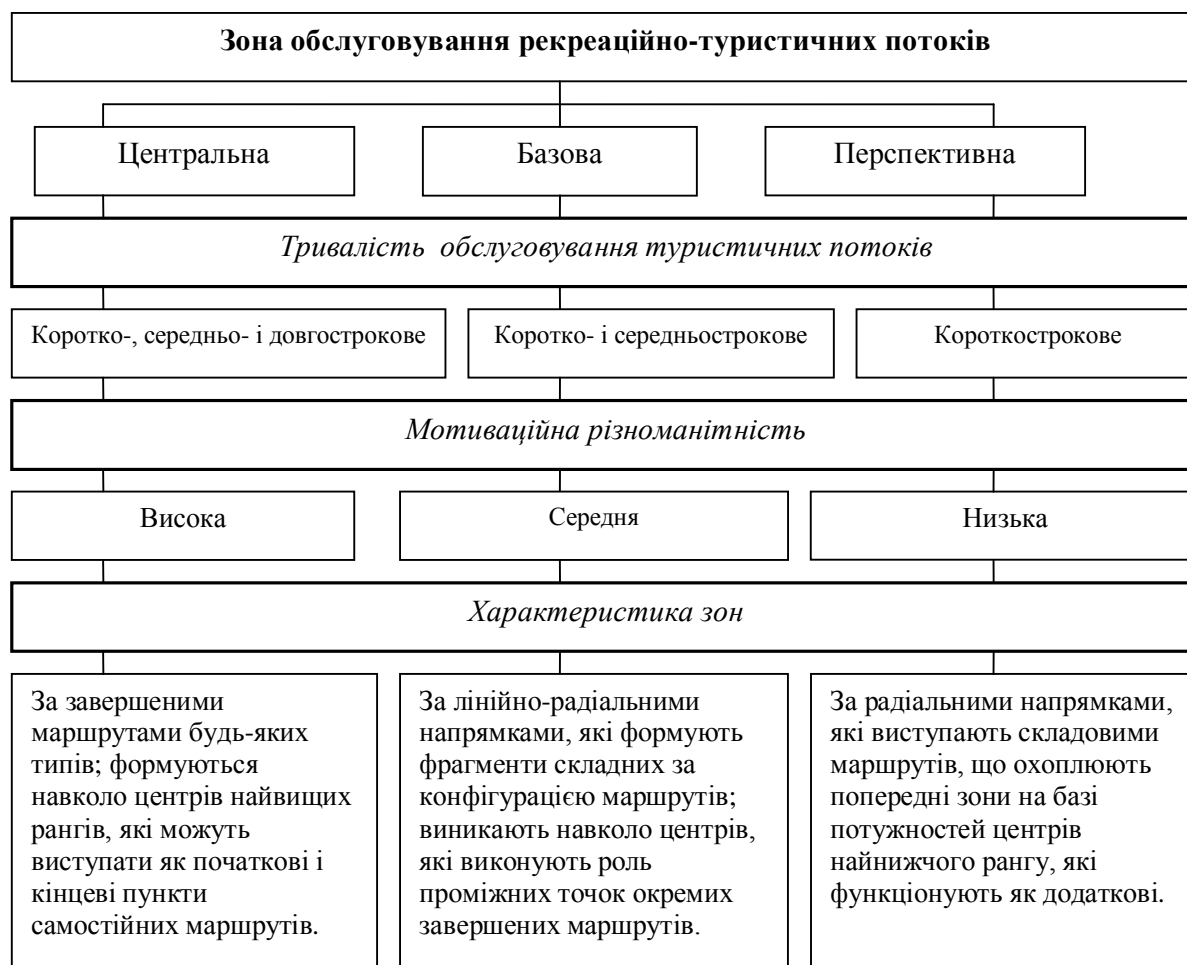 Зона обслуговування рекреаційно-туристичних потоків
Центральна
Базова
Перспективна
Тривалість обслуговування туристичних потоків
Коротко-, середньо- і довгострокове
Коротко- і середньострокове
Короткострокове
Мотиваційна різноманітність
Висока
Середня
Низька
Характеристика зон
За завершеними
маршрутами будь-яких
типів; формуються
навколо центрів найвищих
рангів, які можуть
виступати як початкові і
кінцеві пункти
самостійних маршрутів.
За лінійно-радіальними
напрямками, які формують
фрагменти складних за
конфігурацією маршрутів;
виникають навколо центрів,
які виконують роль
проміжних точок окремих
завершених маршрутів.
За радіальними напрямками,
які виступають складовими
маршрутів, що охоплюють
попередні зони на базі
потужностей центрів
найнижчого рангу, які
функціонують як додаткові.